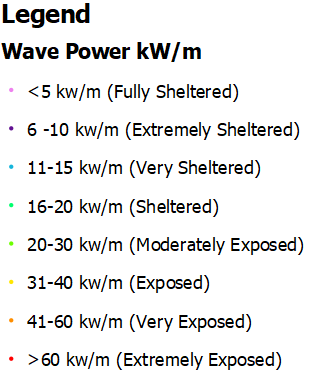 Legend
Wave Power kW/m
<5 kw/m (Fully Sheltered)
6 -10 kw/m (Extremely Sheltered)
11-15 kw/m (Very Sheltered)
16-20 kw/m (Sheltered)
20-30 kw/m (Moderately Exposed)
31-40 kw/m (Exposed)
41-60 kw/m (Very Exposed)
>60 kw/m (Extremely Exposed)